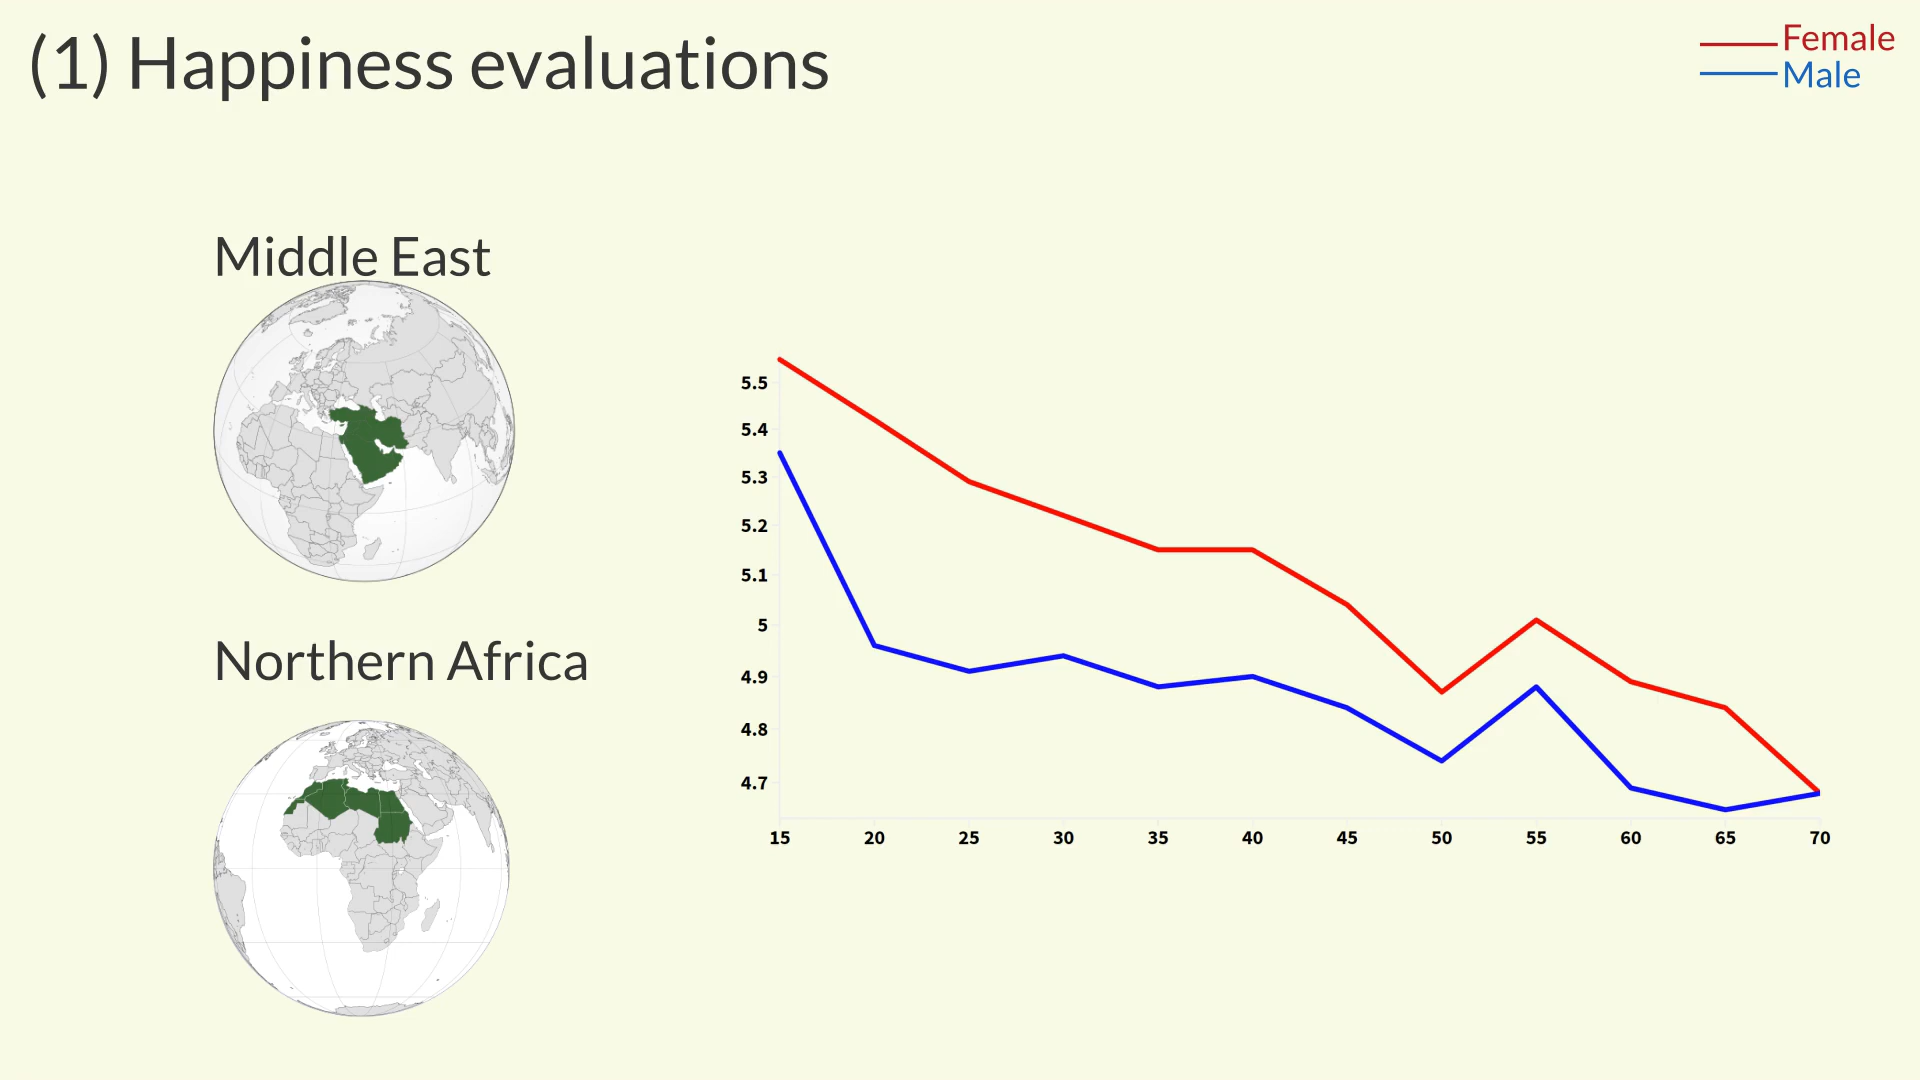 (1) Happiness evaluations
Female
Male
Middle East
Northern Africa
5.5
5.4
5.3
5.2
5.1
5
4.9
4.8
4.7
15 20 25 30 35 40 45 50 55 60 65 70